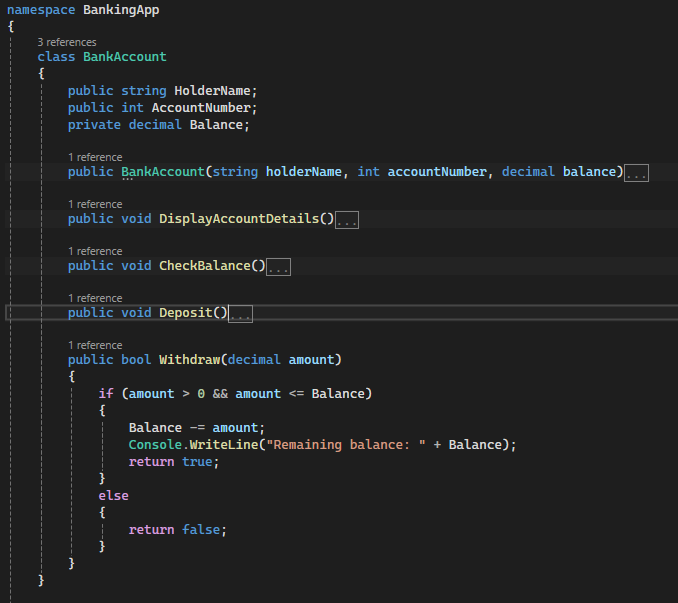 namespace BankingApp
{
3 references
class BankAccount
{
public string HolderName;
public int AccountNumber;
private decimal Balance;
1 reference
public BankAccount(string holderName, int accountNumber, decimal balance)...
1 reference
public void DisplayAccountDetails()...
1 reference
public void CheckBalance()...
1 reference
public void Deposit()...
1 reference
public bool Withdraw(decimal amount)
{
if (amount > 0 && amount <= Balance)
{
Balance -= amount;
Console.WriteLine("Remaining balance: " + Balance);
return true;
}
else
{
return false;
}
}
}